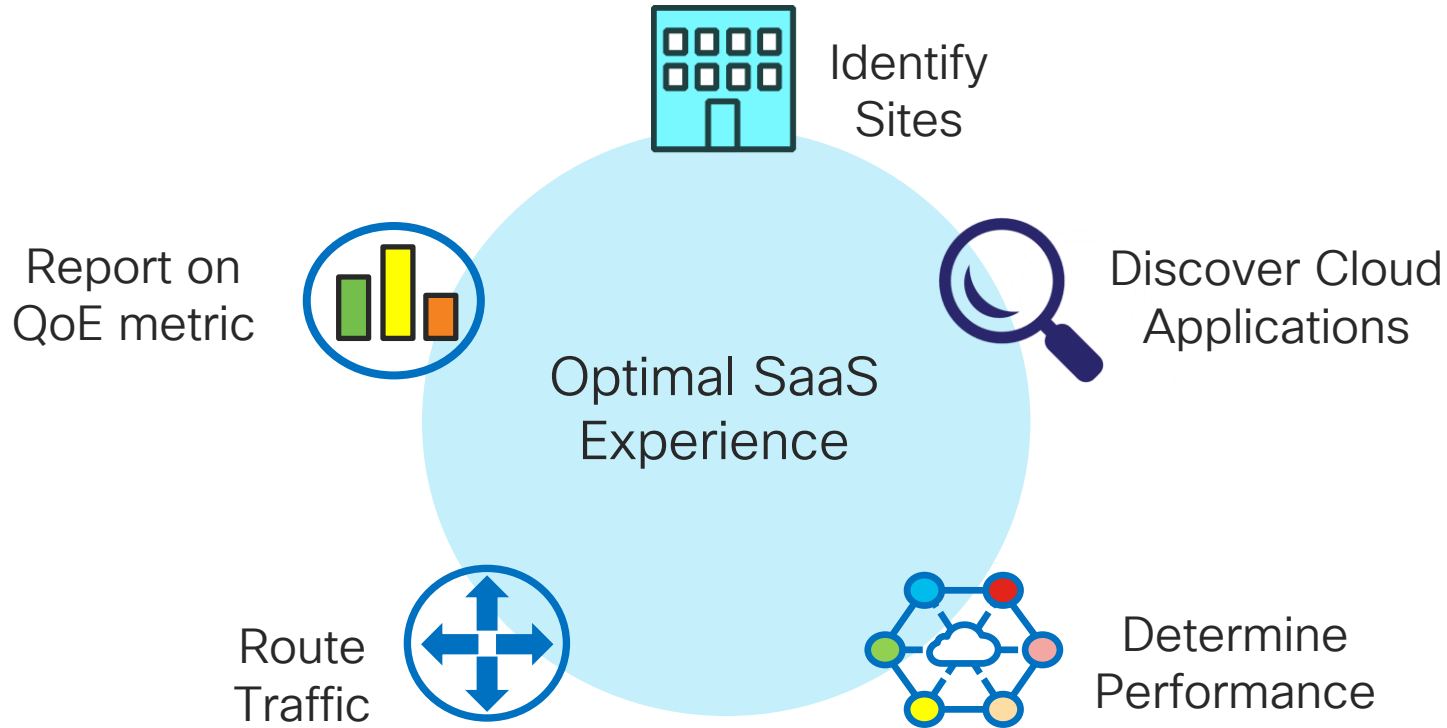 Identify
Sites
Discover Cloud
Applications
Determine
Performance
Route
Traffic
Report on
QoE metric
Optimal SaaS
Experience